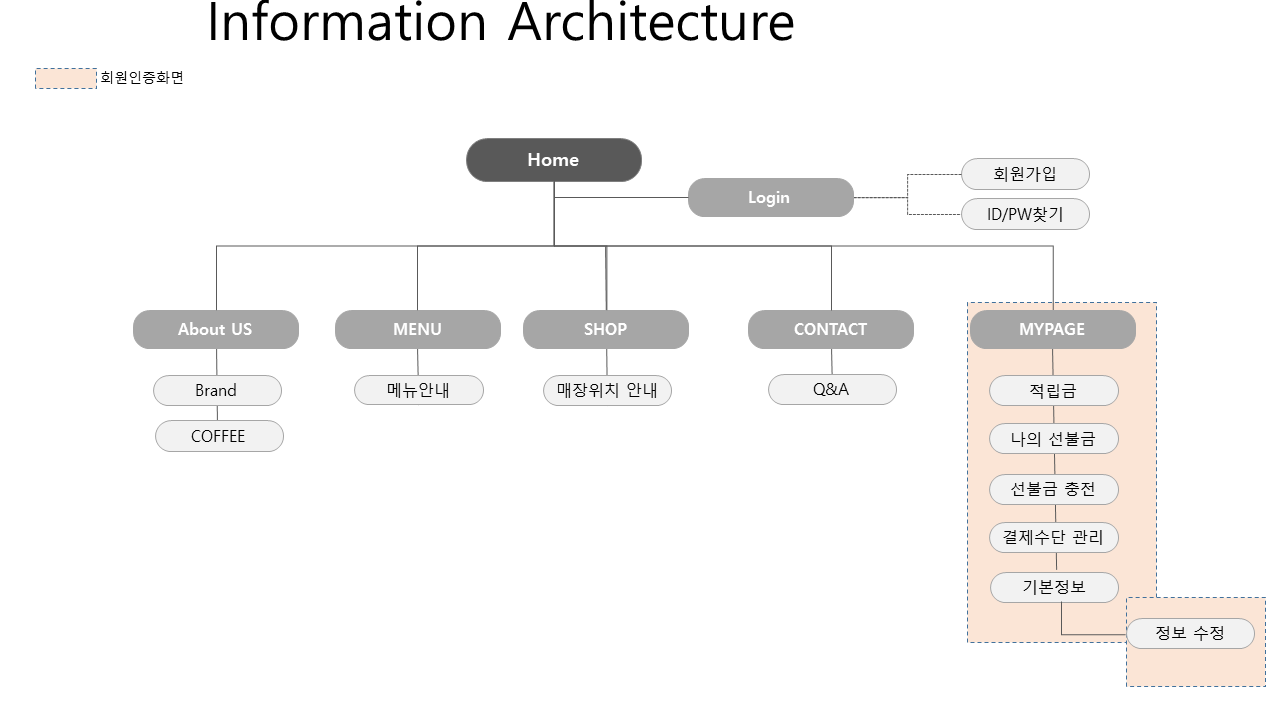 Information Architecture
회원인증화면
Home
Login
회원가입
ID/PW찾기
About US
MENU
SHOP
CONTACT
MYPAGE
Brand
메뉴안내
매장위치 안내
Q&A
적립금
COFFEE
나의 선불금
선불금 충전
결제수단 관리
기본정보
정보 수정